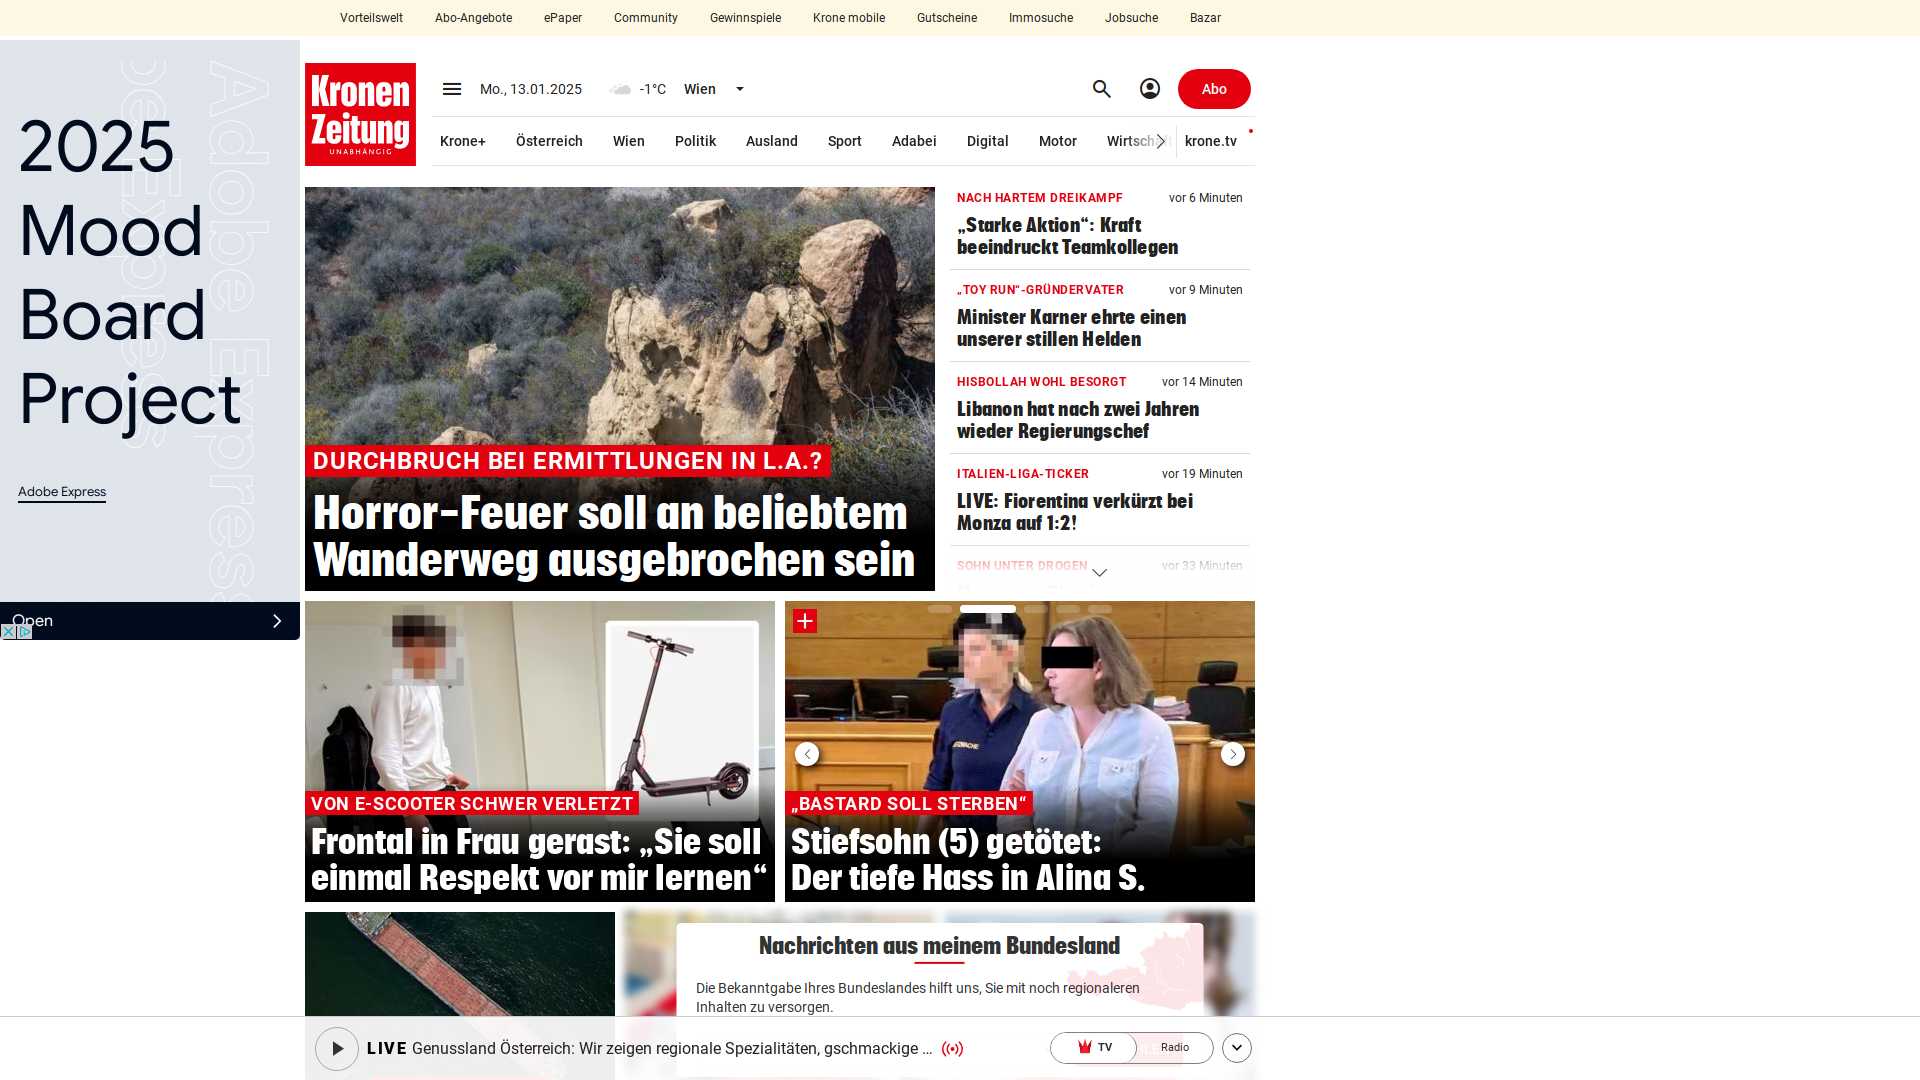 Vorteilswelt
Abo-Angebote
ePaper
Community
Gewinnspiele
Krone mobile
Gutscheine
Immosuche
Jobsuche
Bazar
Adobe Express
2025
Mood
Board
Project
Adobe Express
Open
Kronen
Zeitung
UNABHÄNGIG
Mo., 13.01.2025
-1°C
Wien
Abo
Krone+
Österreich
Wien
Politik
Ausland
Sport
Adabei
Digital
Motor
Wirtschaft
krone.tv
DURCHBRUCH BEI ERMITTLUNGEN IN L.A.?
Horror-Feuer soll an beliebtem
Wanderweg ausgebrochen sein
NACH HARTEM DREIKAMPF
vor 6 Minuten
„Starke Aktion“: Kraft
beeindruckt Teamkollegen
„TOY RUN“-GRÜNDERVATER
vor 9 Minuten
Minister Karner ehrte einen
unserer stillen Helden
HISBOLLAH WOHL BESORGT
vor 14 Minuten
Libanon hat nach zwei Jahren
wieder Regierungschef
ITALIEN-LIGA-TICKER
vor 19 Minuten
LIVE: Fiorentina verkürzt bei
Monza auf 1:2!
SOHN UNTER DROGEN
vor 33 Minuten
VON E-SCOOTER SCHWER VERLETZT
Frontal in Frau gerast: „Sie soll
einmal Respekt vor mir lernen“
„BASTARD SOLL STERBEN“
Stiefsohn (5) getötet:
Der tiefe Hass in Alina S.
Nachrichten aus meinem Bundesland
Die Bekanntgabe Ihres Bundeslandes hilft uns, Sie mit noch regionaleren
Inhalten zu versorgen.
LIVE Genussland Österreich: Wir zeigen regionale Spezialitäten, gschmackige ...
TV
Radio